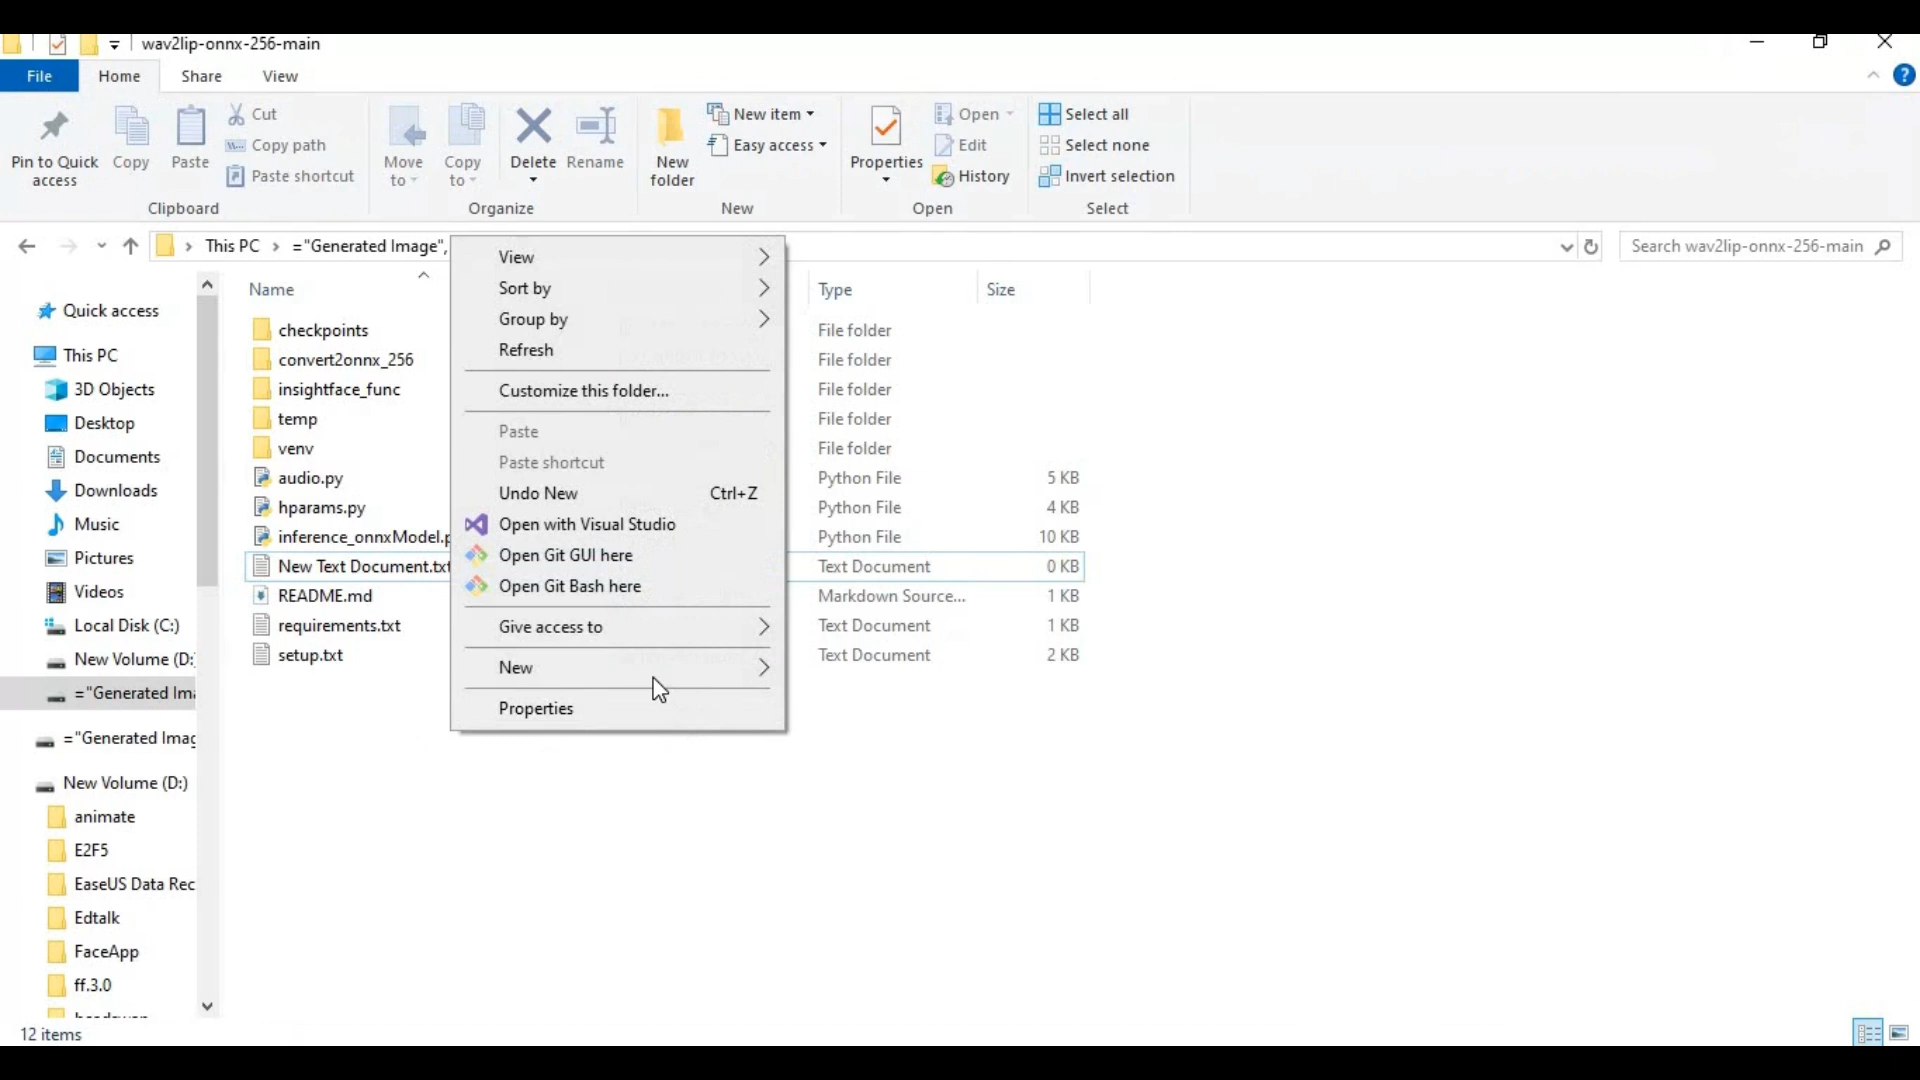 wav2lip-onnx-256-main
File Home Share View
Pin to Quick access
Copy
Paste
Cut
Copy path
Paste shortcut
Clipboard
Move to
Copy to
Delete
Rename
Organize
New folder
New item
Easy access
New
Properties
Open
Edit
History
Open
Select all
Select none
Invert selection
Select
This PC > ="Generated Image",
Search wav2lip-onnx-256-main
Quick access
This PC
3D Objects
Desktop
Documents
Downloads
Music
Pictures
Videos
Local Disk (C:)
New Volume (D:
="Generated Ima
="Generated Imag
New Volume (D:)
animate
E2F5
EaseUS Data Rec
Edtalk
FaceApp
ff.3.0
Name Type Size
checkpoints File folder
convert2onnx_256 File folder
insightface_func File folder
temp File folder
venv File folder
audio.py Python File 5 KB
hparams.py Python File 4 KB
inference_onnxModel.p Python File 10 KB
New Text Document.txt Text Document 0 KB
README.md Markdown Source... 1 KB
requirements.txt Text Document 1 KB
setup.txt Text Document 2 KB
View
Sort by
Group by
Refresh
Customize this folder...
Paste
Paste shortcut
Undo New Ctrl+Z
Open with Visual Studio
Open Git GUI here
Open Git Bash here
Give access to
New
Properties
12 items